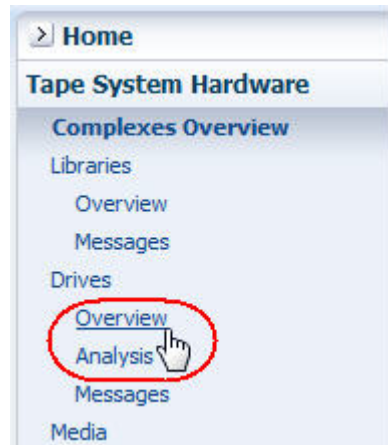 Home
Tape System Hardware
Complexes Overview
Libraries
Overview
Messages
Drives
Overview
Analysis
Messages
Media